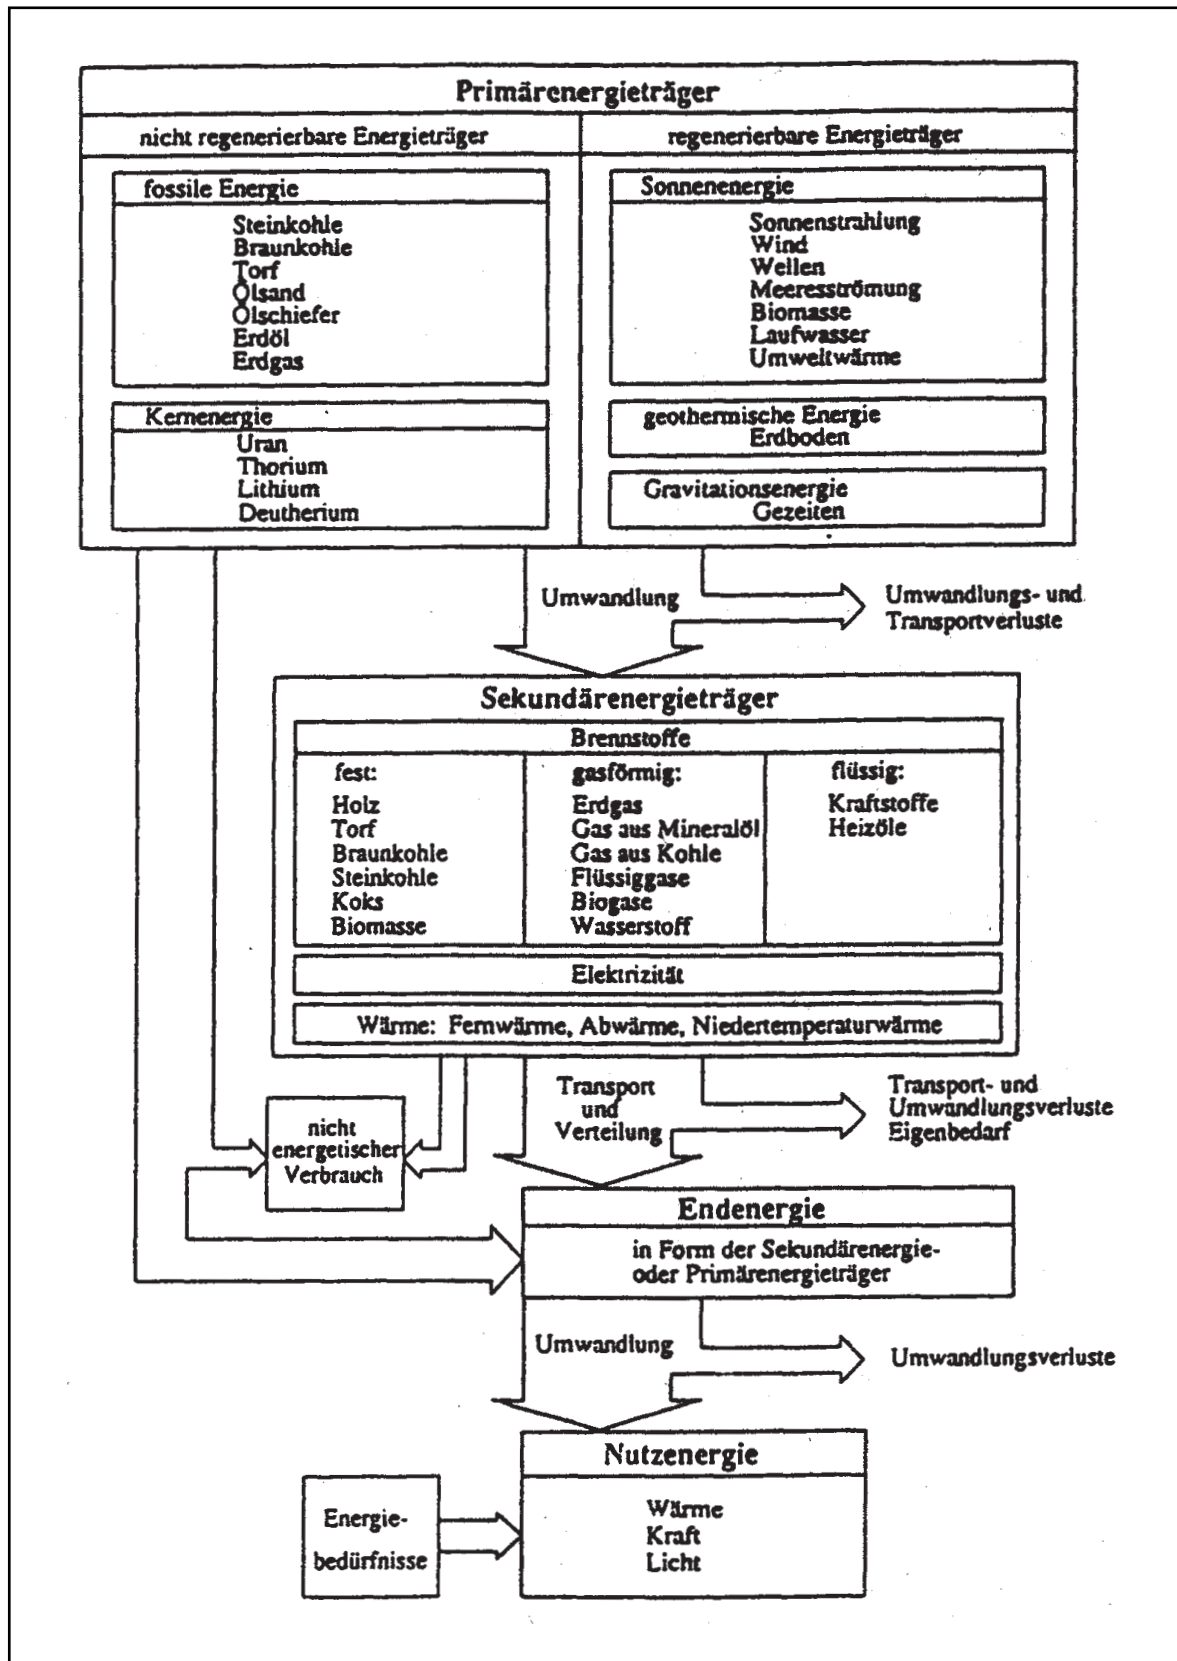 Primärenergieträger
nicht regenerierbare Energieträger
fossile Energie
Steinkohle
Braunkohle
Torf
Ölsand
Ölschiefer
Erdöl
Erdgas
Kernenergie
Uran
Thorium
Lithium
Deutherium
regenerierbare Energieträger
Sonnenenergie
Sonnenstrahlung
Wind
Wellen
Meeresströmung
Biomasse
Laufwasser
Umweltwärme
geothermische Energie
Erdboden
Gravitationsenergie
Gezeiten
Umwandlung
Umwandlungs- und
Transportverluste
Sekundärenergieträger
Brennstoffe
fest:
Holz
Torf
Braunkohle
Steinkohle
Koks
Biomasse
gasförmig:
Erdgas
Gas aus Mineralöl
Gas aus Kohle
Flüssiggase
Biogase
Wasserstoff
flüssig:
Kraftstoffe
Heizöle
Elektrizität
Wärme: Fernwärme, Abwärme, Niedertemperaturwärme
nicht
energetischer
Verbrauch
Transport
und
Verteilung
Transport- und
Umwandlungsverluste
Eigenbedarf
Endenergie
in Form der Sekundärenergie-
oder Primärenergieträger
Umwandlung
Umwandlungsverluste
Nutzenergie
Wärme
Kraft
Licht
Energie-
bedürfnisse